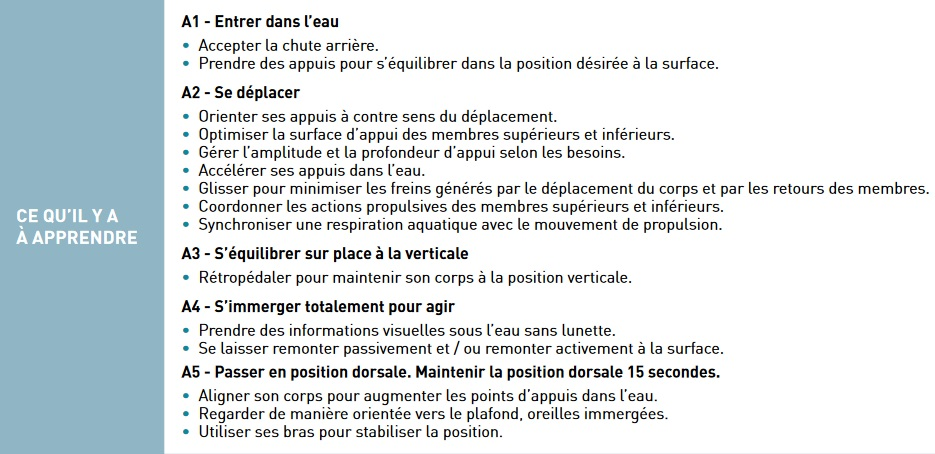 CE QU'IL Y A
À APPRENDRE
A1 - Entrer dans l'eau
• Accepter la chute arrière.
• Prendre des appuis pour s'équilibrer dans la position désirée à la surface.
A2 - Se déplacer
• Orienter ses appuis à contre sens du déplacement.
• Optimiser la surface d'appui des membres supérieurs et inférieurs.
• Gérer l'amplitude et la profondeur d'appui selon les besoins.
• Accélérer ses appuis dans l'eau.
• Glisser pour minimiser les freins générés par le déplacement du corps et par les retours des membres.
• Coordonner les actions propulsives des membres supérieurs et inférieurs.
• Synchroniser une respiration aquatique avec le mouvement de propulsion.
A3 - S'équilibrer sur place à la verticale
• Rétropédaler pour maintenir son corps à la position verticale.
A4 - S'immerger totalement pour agir
• Prendre des informations visuelles sous l'eau sans lunette.
• Se laisser remonter passivement et / ou remonter activement à la surface.
A5 - Passer en position dorsale. Maintenir la position dorsale 15 secondes.
• Aligner son corps pour augmenter les points d'appuis dans l'eau.
• Regarder de manière orientée vers le plafond, oreilles immergées.
• Utiliser ses bras pour stabiliser la position.